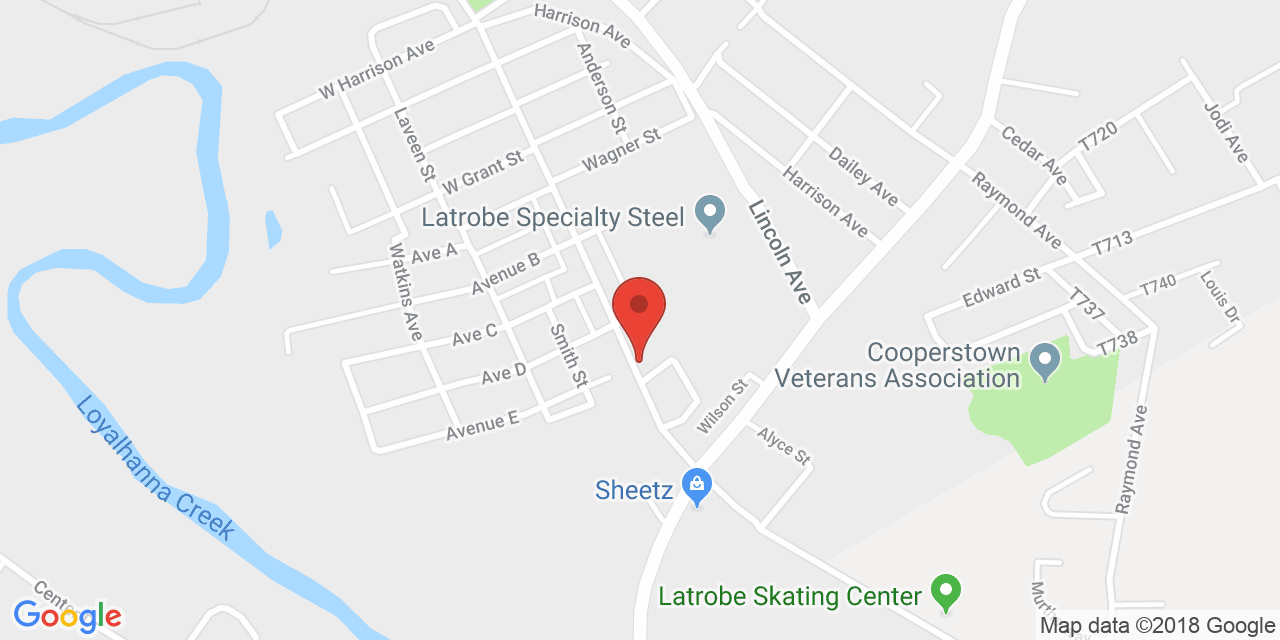 Harrison Ave
W Harrison Ave
Anderson St
Laveen St
W Grant St
Wagner St
Jodi Ave
T720
Cedar Ave
Dailey Ave
Harrison Ave
Raymond Ave
Latrobe Specialty Steel
Lincoln Ave
T713
Ave A
Avenue B
Watkins Ave
Edward St
T740
Louis Dr
T737
T738
Ave C
Smith St
Ave D
Avenue E
Cooperstown
Veterans Association
Wilson St
Alyce St
Raymond Ave
Loyalhanna Creek
Sheetz
Latrobe Skating Center
Google
Map data ©2018 Google